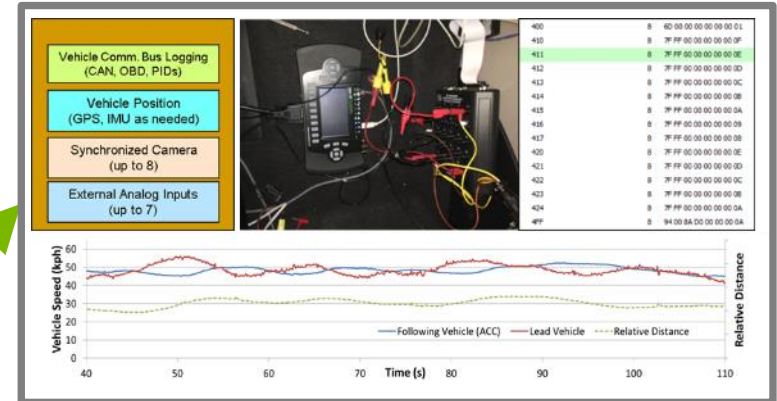 Vehicle Comm. Bus Logging
(CAN, OBD, PIDs)
Vehicle Position
(GPS, IMU as needed)
Synchronized Camera
(up to 8)
External Analog Inputs
(up to 7)
400 8 6D 00 00 00 00 00 00 01
410 8 7F FF 00 00 00 00 00 0F
411 8 7F FF 00 00 00 00 00 0E
412 8 7F FF 00 00 00 00 00 0D
413 8 7F FF 00 00 00 00 00 0C
414 8 7F FF 00 00 00 00 00 0B
415 8 7F FF 00 00 00 00 00 0A
416 8 7F FF 00 00 00 00 00 09
417 8 7F FF 00 00 00 00 00 08
420 8 7F FF 00 00 00 00 00 0E
421 8 7F FF 00 00 00 00 00 0D
422 8 7F FF 00 00 00 00 00 0C
423 8 7F FF 00 00 00 00 00 0B
424 8 7F FF 00 00 00 00 00 0A
4FF 8 94 00 8A D0 00 00 00 0A
Vehicle Speed (kph)
60
50
40
30
20
10
0
Following Vehicle (ACC) Lead Vehicle Relative Distance
Relative Distance
40 50 60 70 Time (s) 80 90 100 110